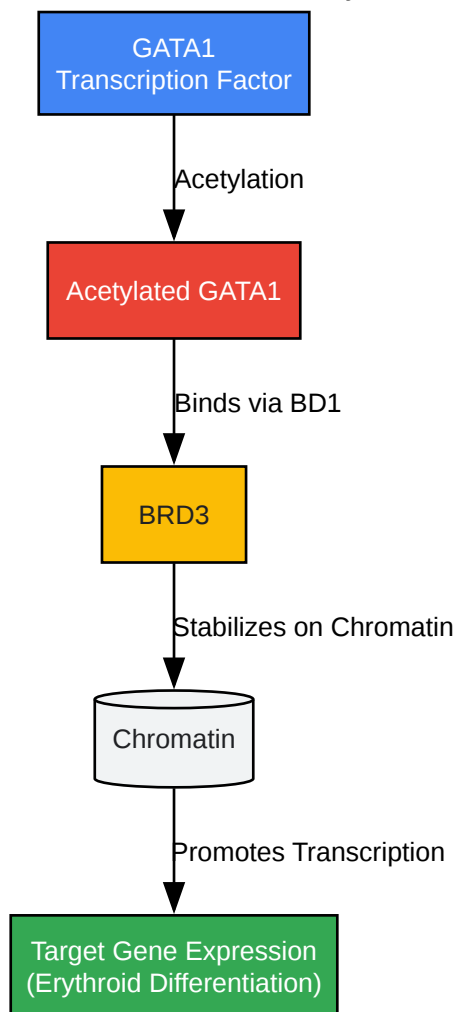 GATA1
Transcription Factor
Acetylation
Acetylated GATA1
Binds via BD1
BRD3
Stabilizes on Chromatin
Chromatin
Promotes Transcription
Target Gene Expression
(Erythroid Differentiation)